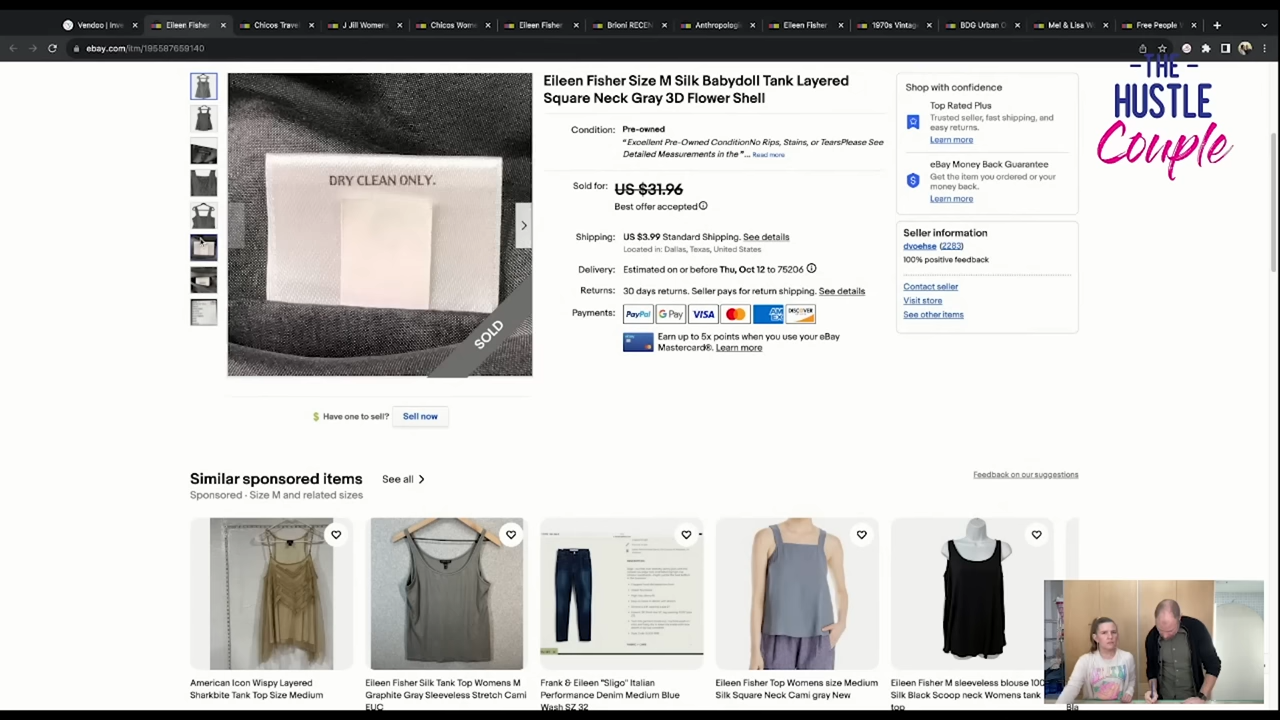 Vendoo | Inve
Eileen Fisher
Chicos Travel
J Jill Women
Chicos Wom
Eileen Fisher
Brioni RECEN
Anthropologi
Eileen Fisher
1970s Vintag
BDG Urban O
Mel & Lisa W
Free People V
ebay.com/itm/195587659140
THE
HUSTLE
Couple
DRY CLEAN ONLY.
SOLD
Have one to sell? Sell now
Eileen Fisher Size M Silk Babydoll Tank Layered
Square Neck Gray 3D Flower Shell
Condition: Pre-owned
"Excellent Pre-Owned ConditionNo Rips, Stains, or TearsPlease See
Detailed Measurements in the"... Read more
Sold for: US $31.96
Best offer accepted
Shipping: US $3.99 Standard Shipping. See details
Located in: Dallas, Texas, United States
Delivery: Estimated on or before Thu, Oct 12 to 75206
Returns: 30 days returns. Seller pays for return shipping. See details
Payments: PayPal G Pay VISA DISCOVER
Earn up to 5x points when you use your eBay
Mastercard®. Learn more
Shop with confidence
Top Rated Plus
Trusted seller, fast shipping, and
easy returns.
Learn more
eBay Money Back Guarantee
Get the item you ordered or your
money back.
Learn more
Seller information
dyoehse (2283)
100% positive feedback
Contact seller
Visit store
See other items
Similar sponsored items See all
Feedback on our suggestions
Sponsored · Size M and related sizes
American Icon Wispy Layered
Sharkbite Tank Top Size Medium
Eileen Fisher Silk Tank Top Womens M
Graphite Gray Sleeveless Stretch Cami
EUC
Frank & Eileen "Sligo" Italian
Performance Denim Medium Blue
Wash SZ 32
Eileen Fisher Top Womens size Medium
Silk Square Neck Cami gray New
Eileen Fisher M sleeveless blouse 100
Silk Black Scoop neck Womens tank
top